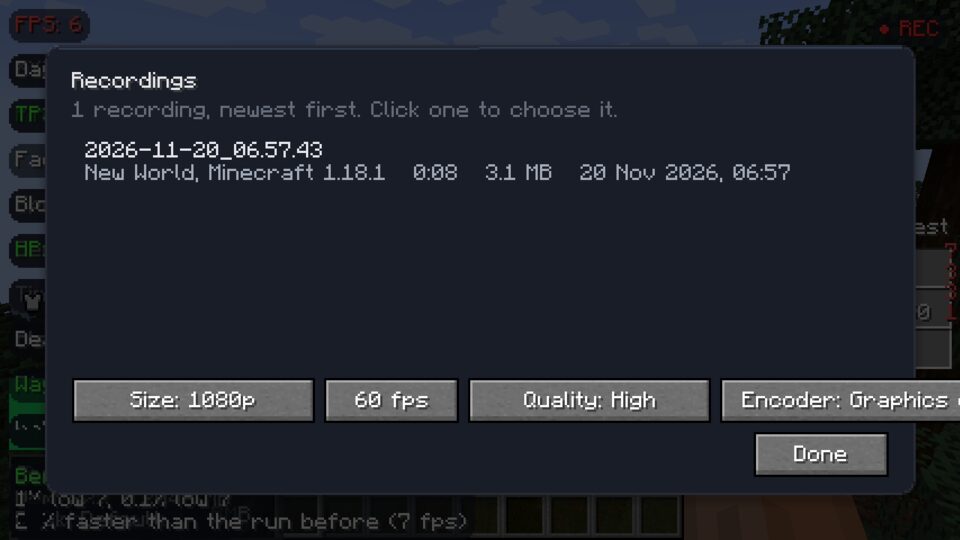 FPS: 6
REC
Recordings
1 recording, newest first. Click one to choose it.
2026-11-20_06.57.43
New World, Minecraft 1.18.1 0:08 3.1 MB 20 Nov 2026, 06:57
Size: 1080p
60 fps
Quality: High
Encoder: Graphics
Done
faster than the run before (7 fps)